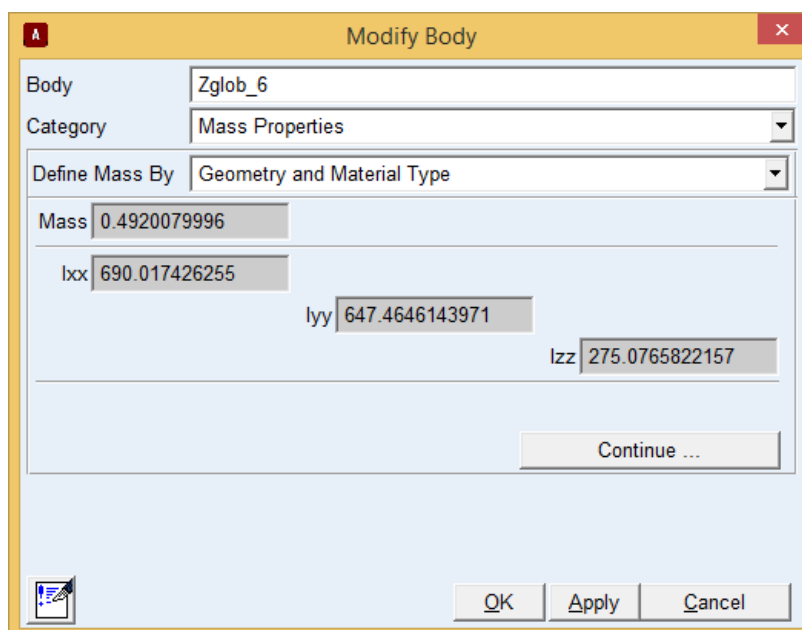 A Modify Body ×
Body Zglob_6
Category Mass Properties
Define Mass By Geometry and Material Type
Mass 0.4920079996
Ixx 690.017426255
Iyy 647.4646143971
Izz 275.0765822157
Continue ...
OK Apply Cancel